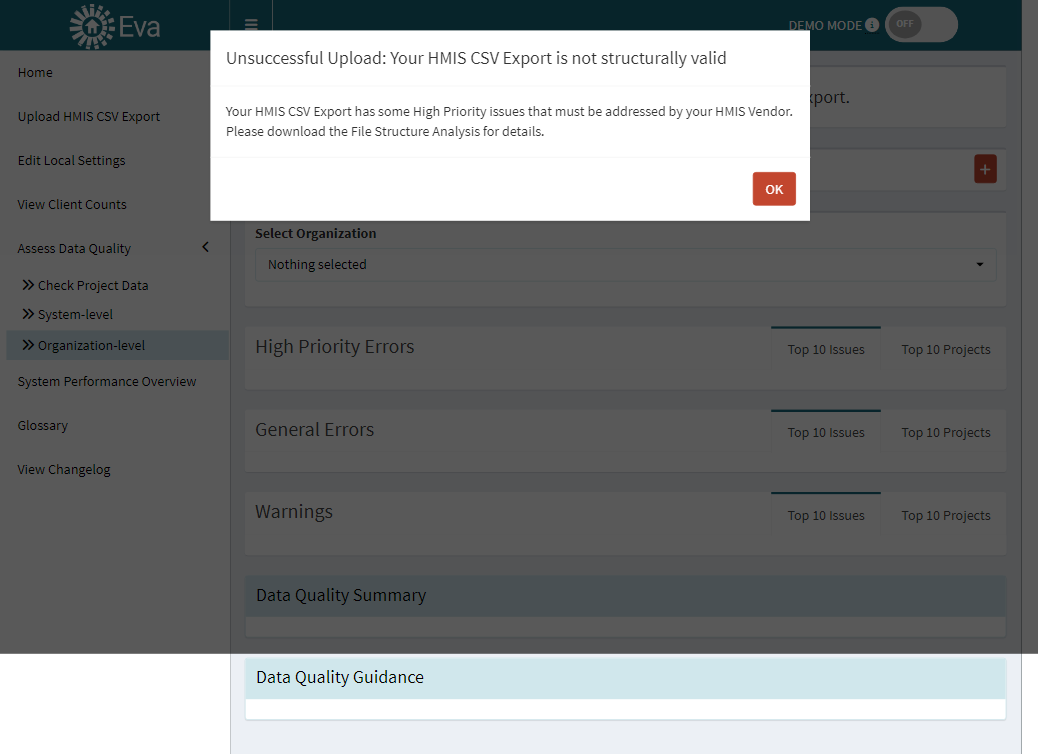 Eva
DEMO MODE
OFF
Unsuccessful Upload: Your HMIS CSV Export is not structurally valid
Your HMIS CSV Export has some High Priority issues that must be addressed by your HMIS Vendor.
Please download the File Structure Analysis for details.
OK
Home
Upload HMIS CSV Export
Edit Local Settings
View Client Counts
Assess Data Quality
Check Project Data
System-level
Organization-level
System Performance Overview
Glossary
View Changelog
port.
+
Select Organization
Nothing selected
High Priority Errors
Top 10 Issues
Top 10 Projects
General Errors
Top 10 Issues
Top 10 Projects
Warnings
Top 10 Issues
Top 10 Projects
Data Quality Summary
Data Quality Guidance